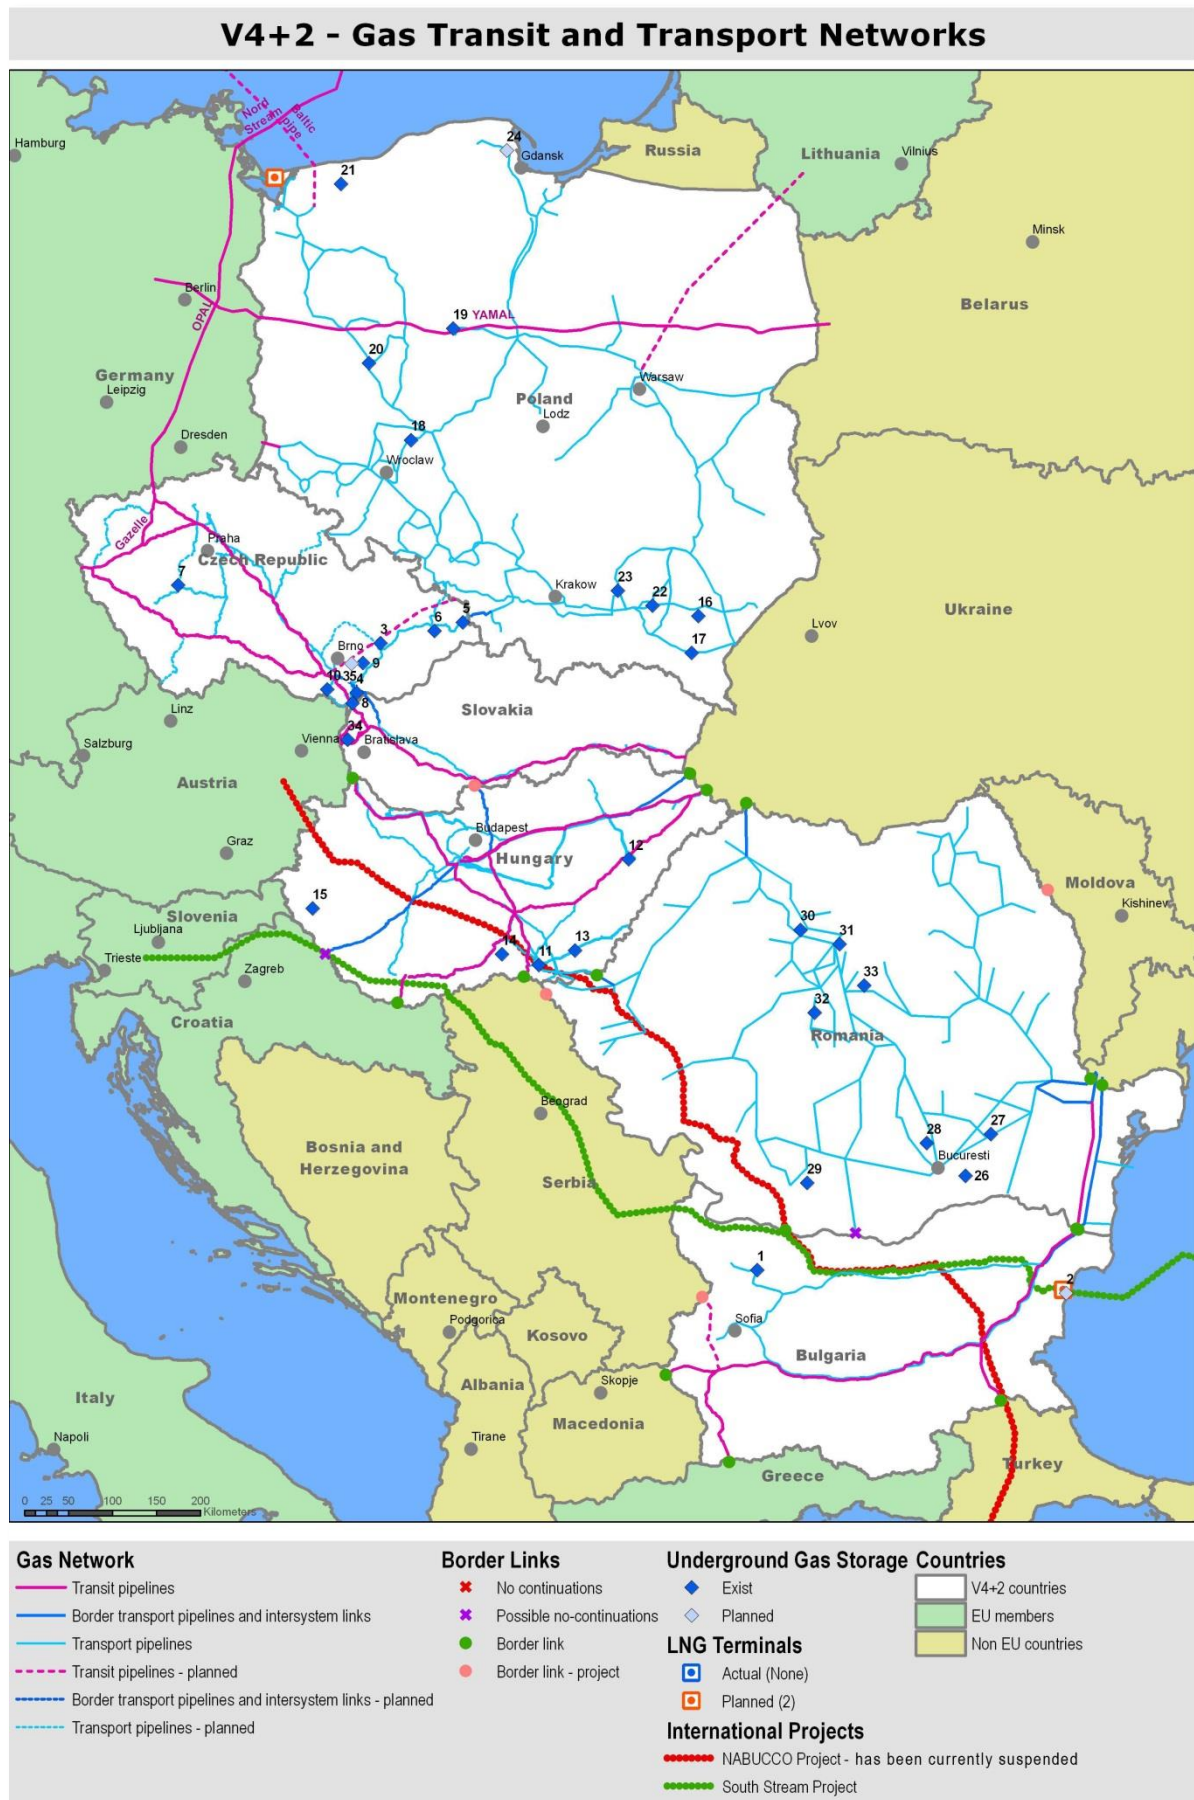 V4+2 - Gas Transit and Transport Networks
Hamburg
Nord
Stream
Baltic
pipe
24
Gdansk
Russia
Lithuania
Vilnius
21
Minsk
Berlin
OPAL
19 YAMAL
Belarus
20
Germany
Leipzig
Warsaw
Poland
Lodz
18
Dresden
Wroclaw
Gazelle
Praha
Czech Republic
7
Krakow
23
22
16
Ukraine
5
6
3
Lvov
17
Brno
9
10
35
4
8
Slovakia
Linz
34
Salzburg
Vienna
Bratislava
Austria
Budapest
Hungary
12
Graz
Moldova
Kishinev
15
Slovenia
Ljubljana
30
31
Trieste
14
13
11
Zagreb
33
32
Croatia
Romania
Beograd
Bosnia and
Herzegovina
28
27
Bucuresti
Serbia
29
26
1
2
Montenegro
Podgorica
Kosovo
Sofia
Bulgaria
Albania
Skopje
Italy
Macedonia
Napoli
Tirane
Greece
Turkey
0 25 50 100 150 200
Kilometers
Gas Network
Transit pipelines
Border transport pipelines and intersystem links
Transport pipelines
Transit pipelines - planned
Border transport pipelines and intersystem links - planned
Transport pipelines - planned
Border Links
No continuations
Possible no-continuations
Border link
Border link - project
Underground Gas Storage
Exist
Planned
LNG Terminals
Actual (None)
Planned (2)
International Projects
NABUCCO Project - has been currently suspended
South Stream Project
Countries
V4+2 countries
EU members
Non EU countries